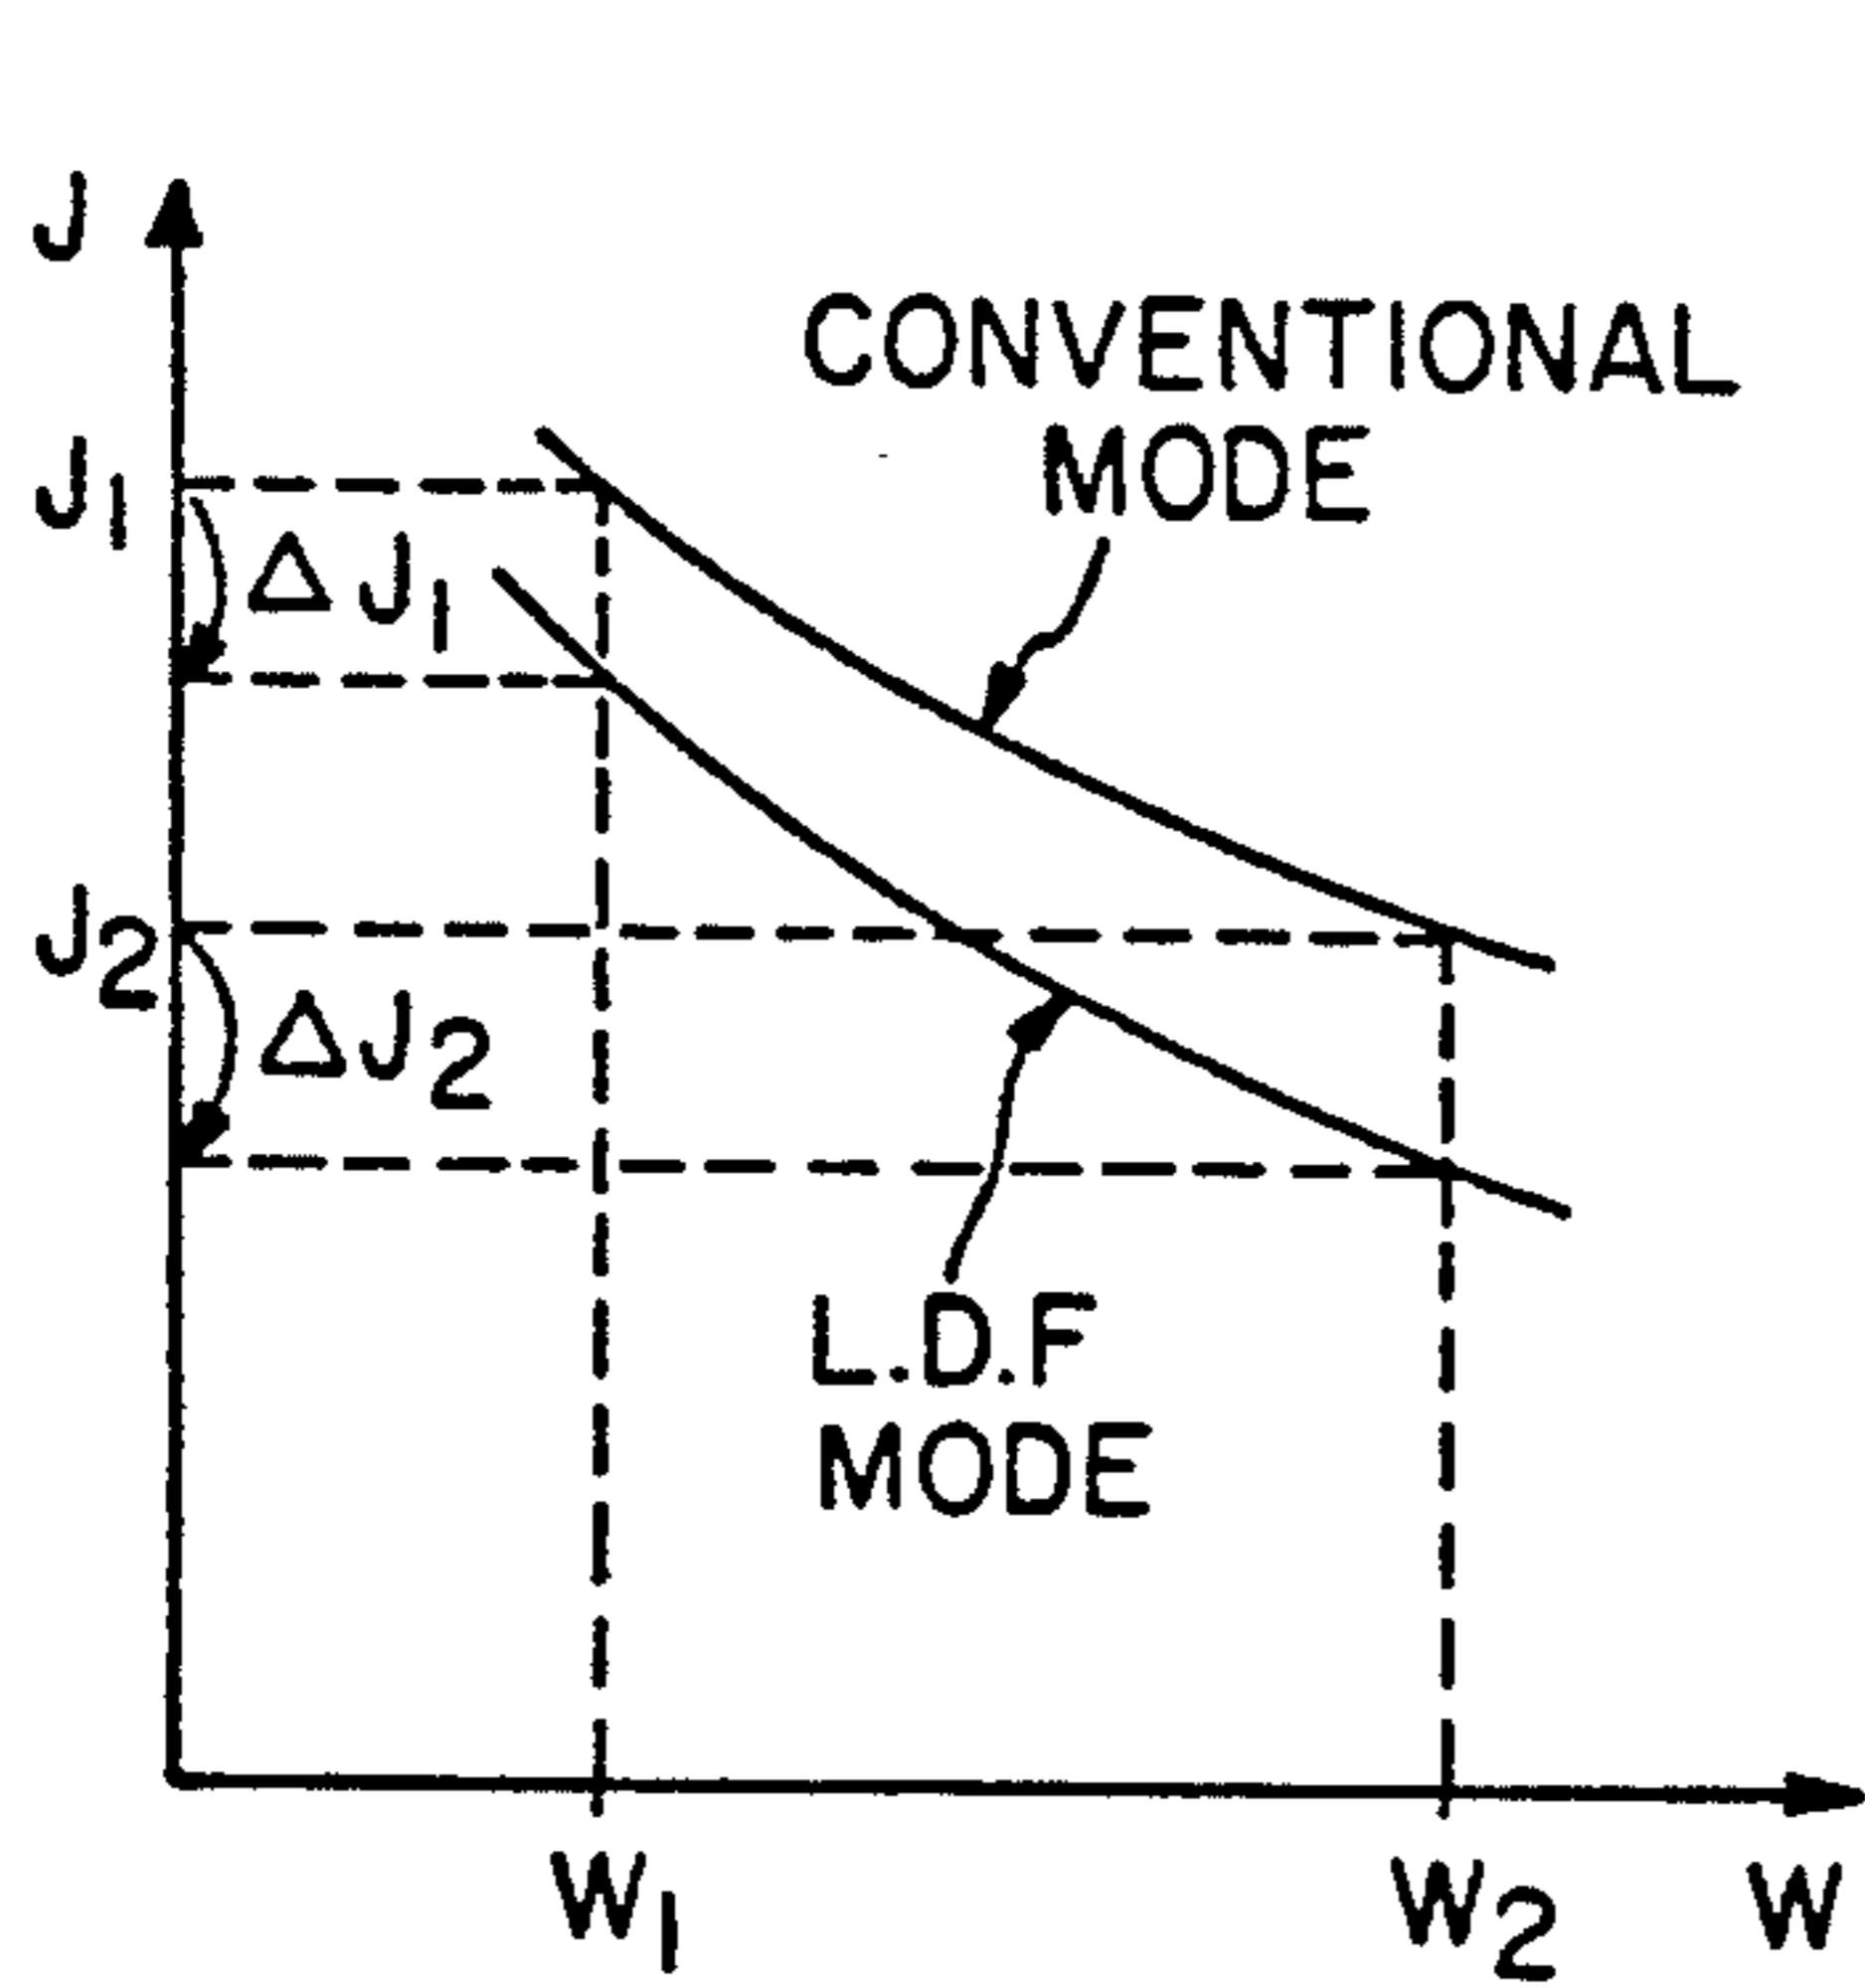 J
CONVENTIONAL
MODE
J1
ΔJ1
J2
ΔJ2
L.D.F
MODE
W1
W2
W